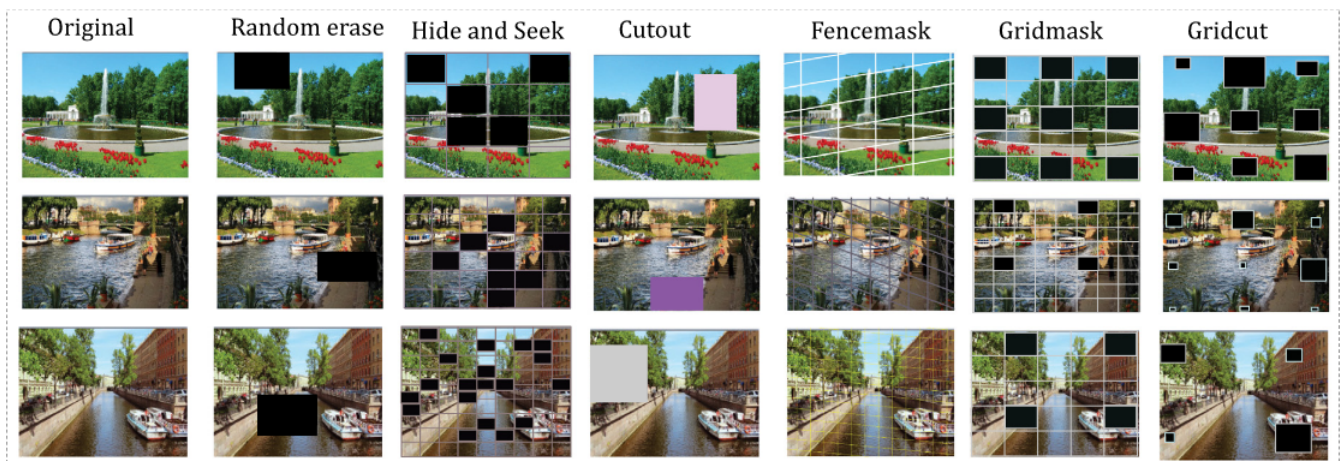 Original
Random erase
Hide and Seek
Cutout
Fencemask
Gridmask
Gridcut